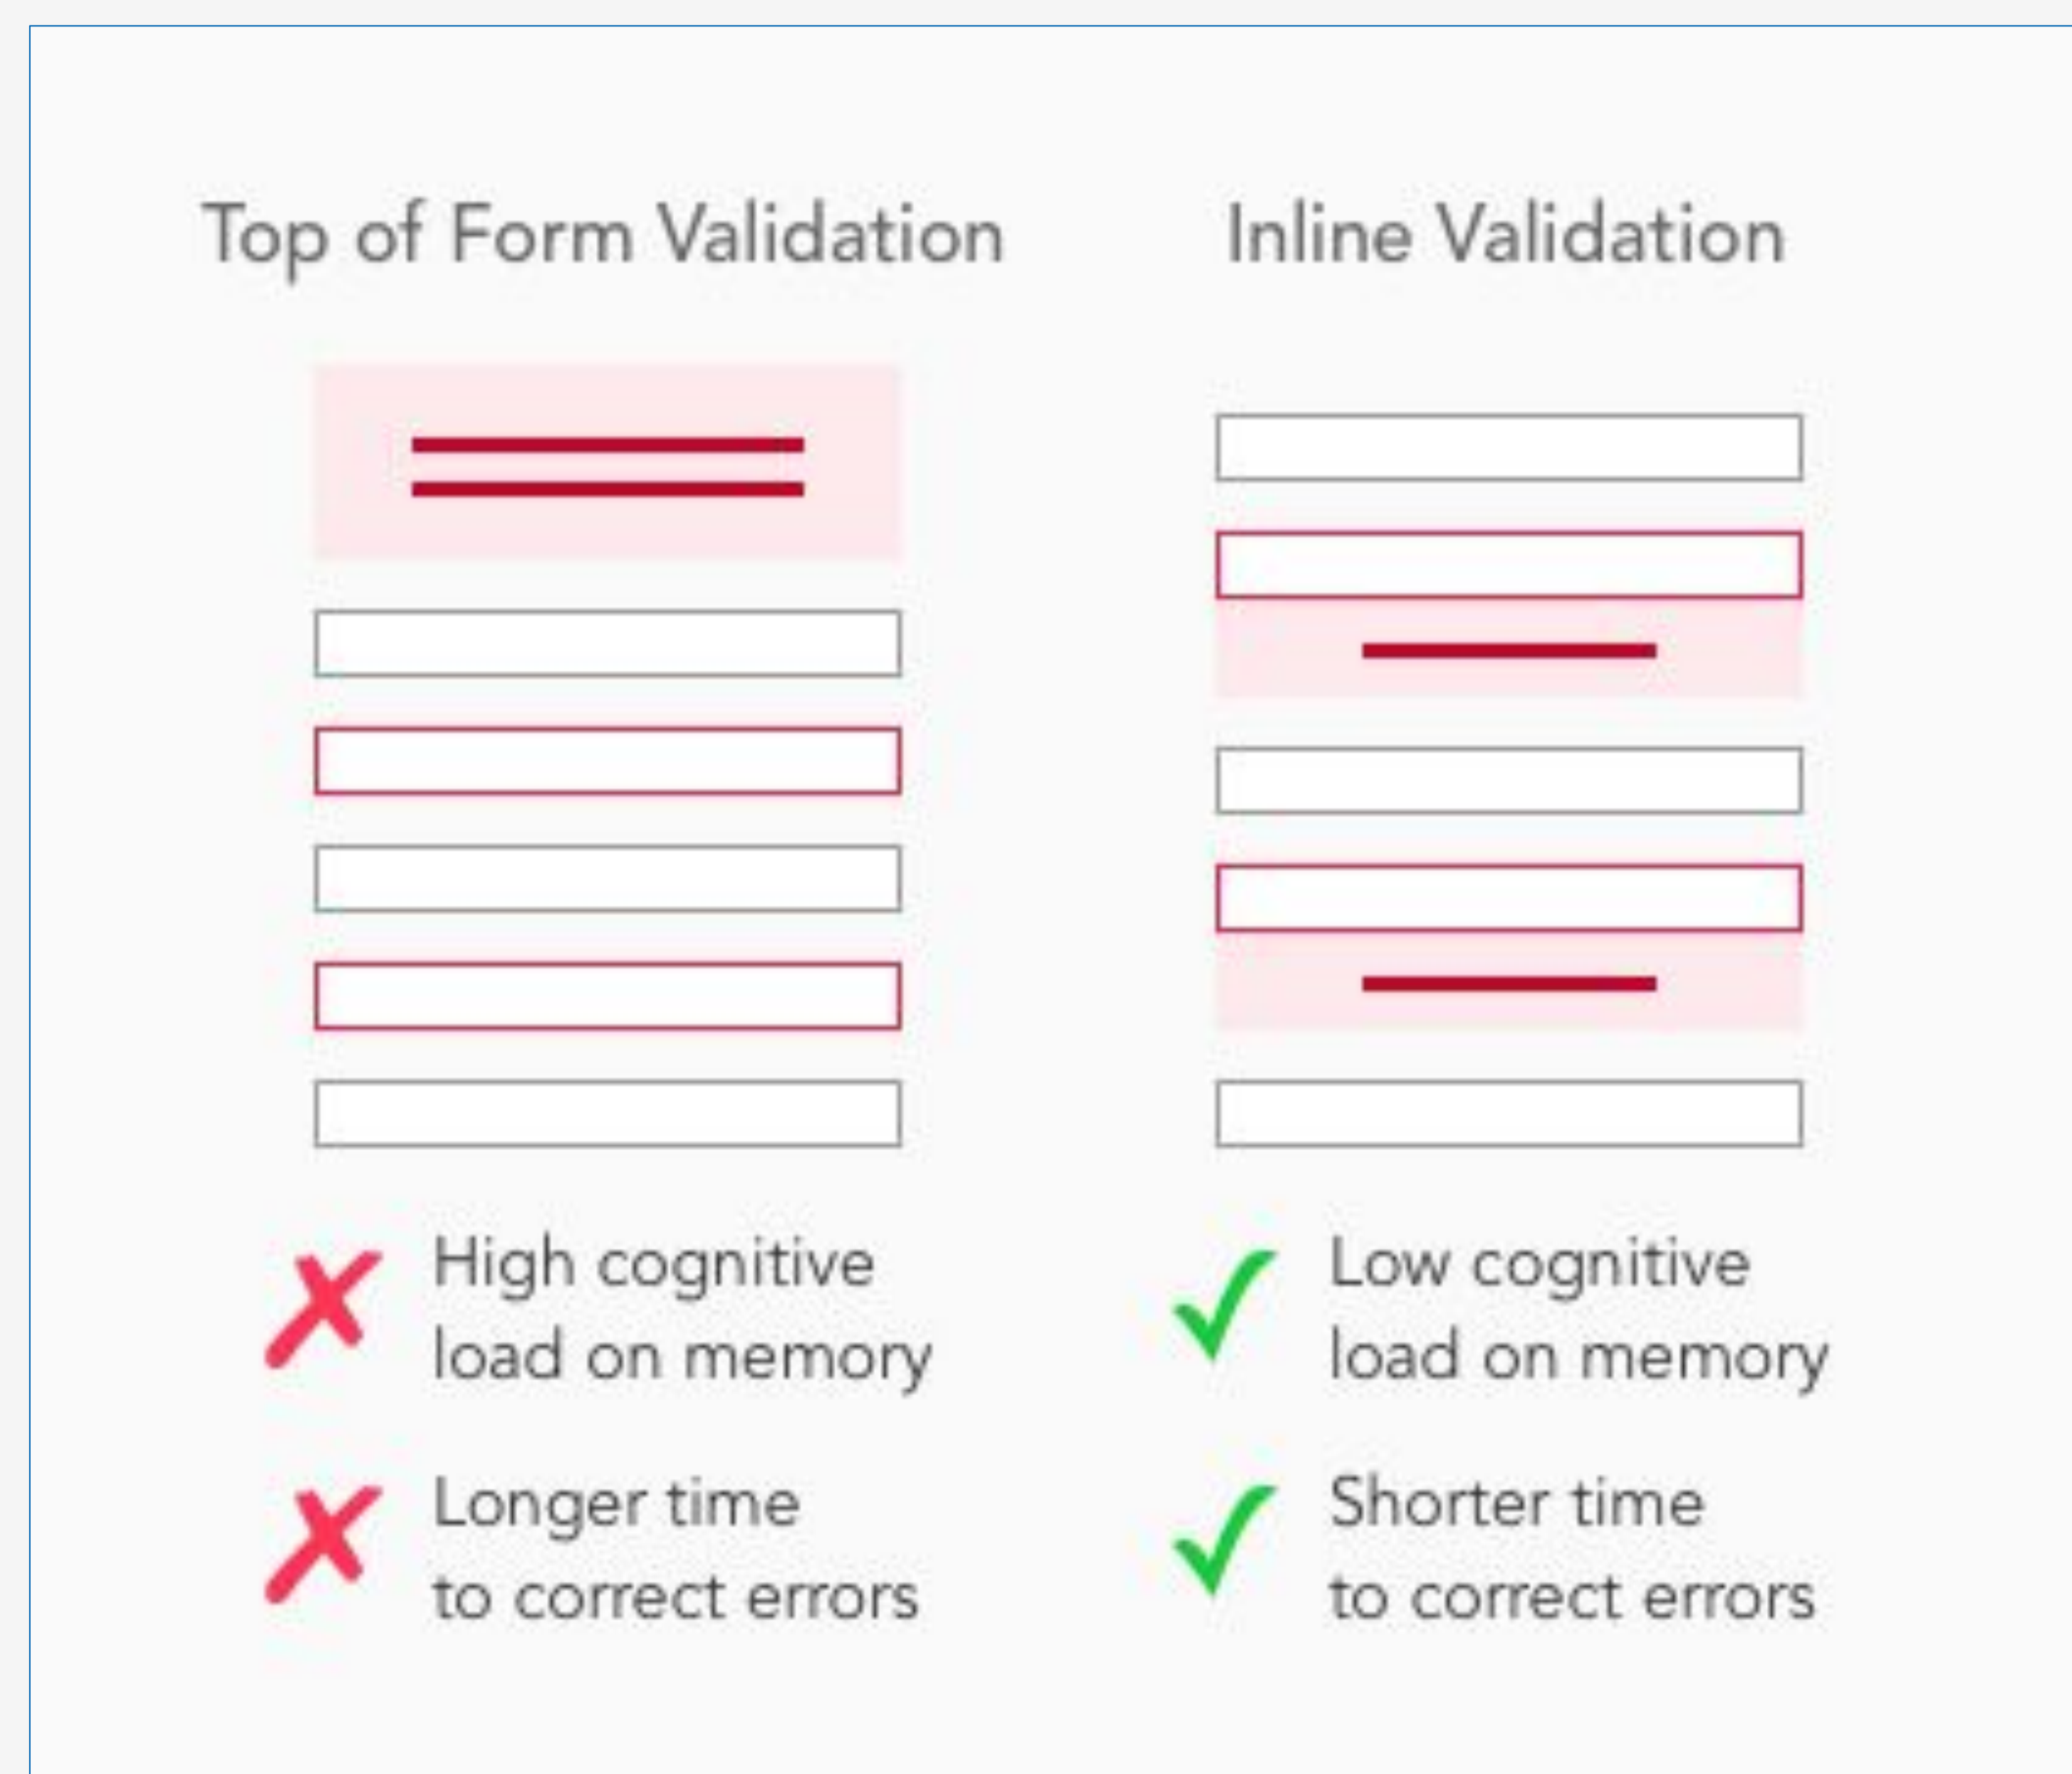 Top of Form Validation
High cognitive
load on memory
Longer time
to correct errors
Inline Validation
Low cognitive
load on memory
Shorter time
to correct errors